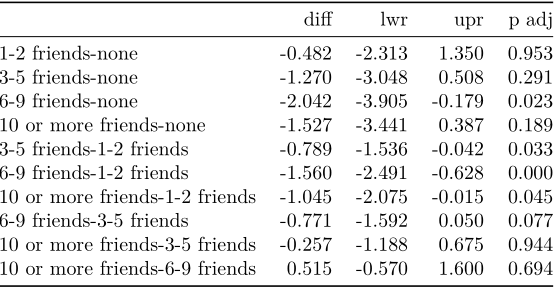 diff lwr upr p adj
1-2 friends-none -0.482 -2.313 1.350 0.953
3-5 friends-none -1.270 -3.048 0.508 0.291
6-9 friends-none -2.042 -3.905 -0.179 0.023
10 or more friends-none -1.527 -3.441 0.387 0.189
3-5 friends-1-2 friends -0.789 -1.536 -0.042 0.033
6-9 friends-1-2 friends -1.560 -2.491 -0.628 0.000
10 or more friends-1-2 friends -1.045 -2.075 -0.015 0.045
6-9 friends-3-5 friends -0.771 -1.592 0.050 0.077
10 or more friends-3-5 friends -0.257 -1.188 0.675 0.944
10 or more friends-6-9 friends 0.515 -0.570 1.600 0.694